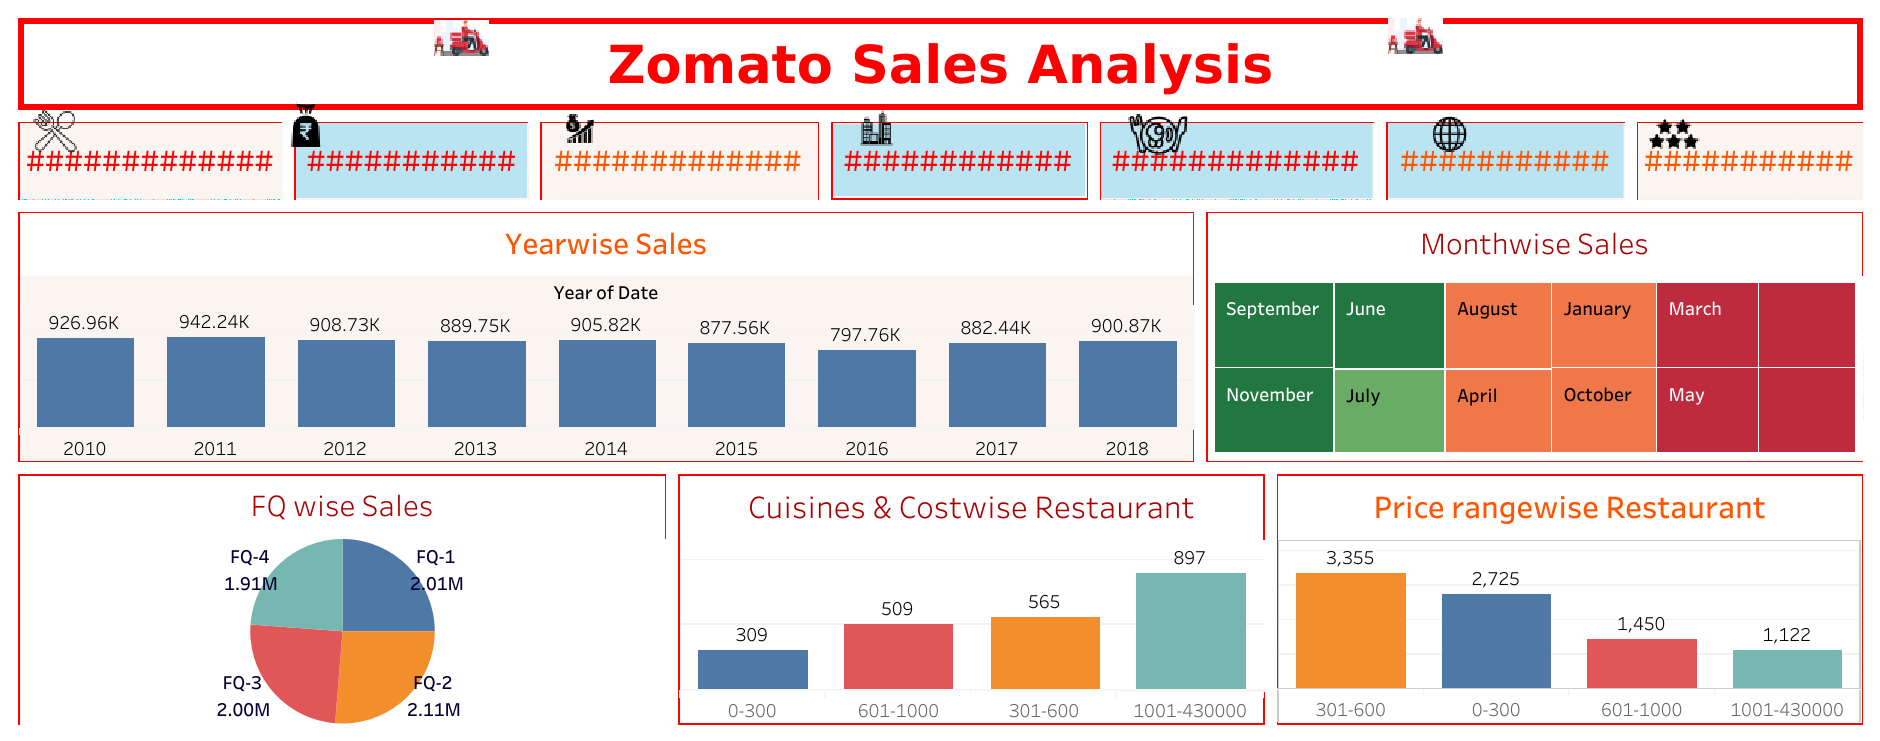 Zomato Sales Analysis
############# ########### ############# ############ ############# ########### ###########
Yearwise Sales
Year of Date
926.96K 942.24K 908.73K 889.75K 905.82K 877.56K 797.76K 882.44K 900.87K
2010 2011 2012 2013 2014 2015 2016 2017 2018
Monthwise Sales
September June August January March
November July April October May
FQ wise Sales
FQ-4 FQ-1
1.91M 2.01M
FQ-3 FQ-2
2.00M 2.11M
Cuisines & Costwise Restaurant
309 509 565 897
0-300 601-1000 301-600 1001-430000
Price rangewise Restaurant
3,355 2,725 1,450 1,122
301-600 0-300 601-1000 1001-430000